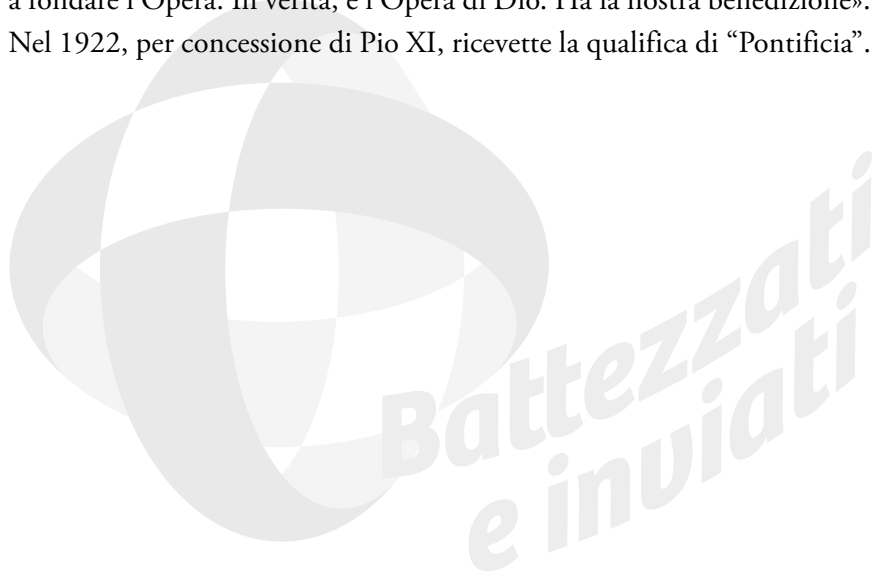 a fondare l'Opera. In verità, è l'Opera di Dio. Ha la nostra benedizione».
Nel 1922, per concessione di Pio XI, ricevette la qualifica di “Pontificia”.
Battezzati
e inviati